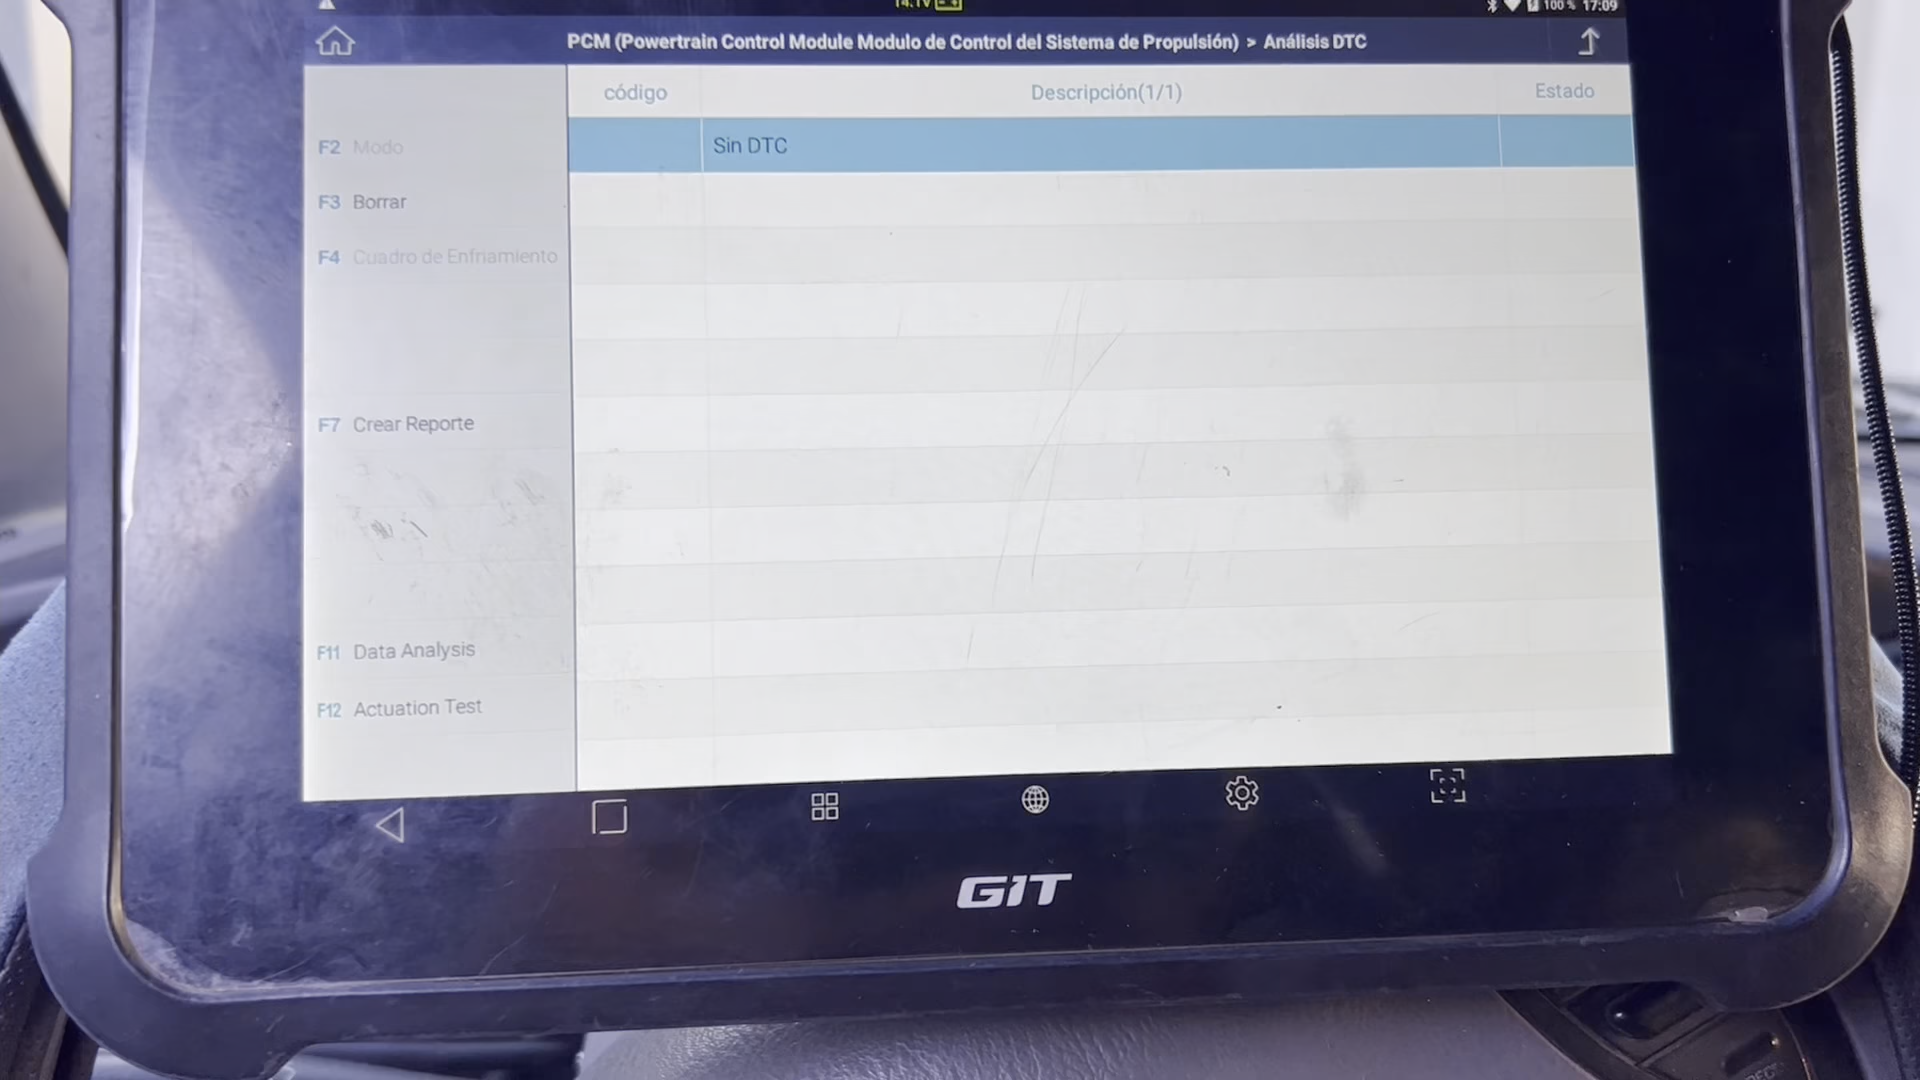 14.1V
100 % 17:09
PCM (Powertrain Control Module Modulo de Control del Sistema de Propulsión) > Análisis DTC
código Descripción(1/1) Estado
F2 Modo
Sin DTC
F3 Borrar
F4 Cuadro de Enfriamiento
F7 Crear Reporte
F11 Data Analysis
F12 Actuation Test
GIT